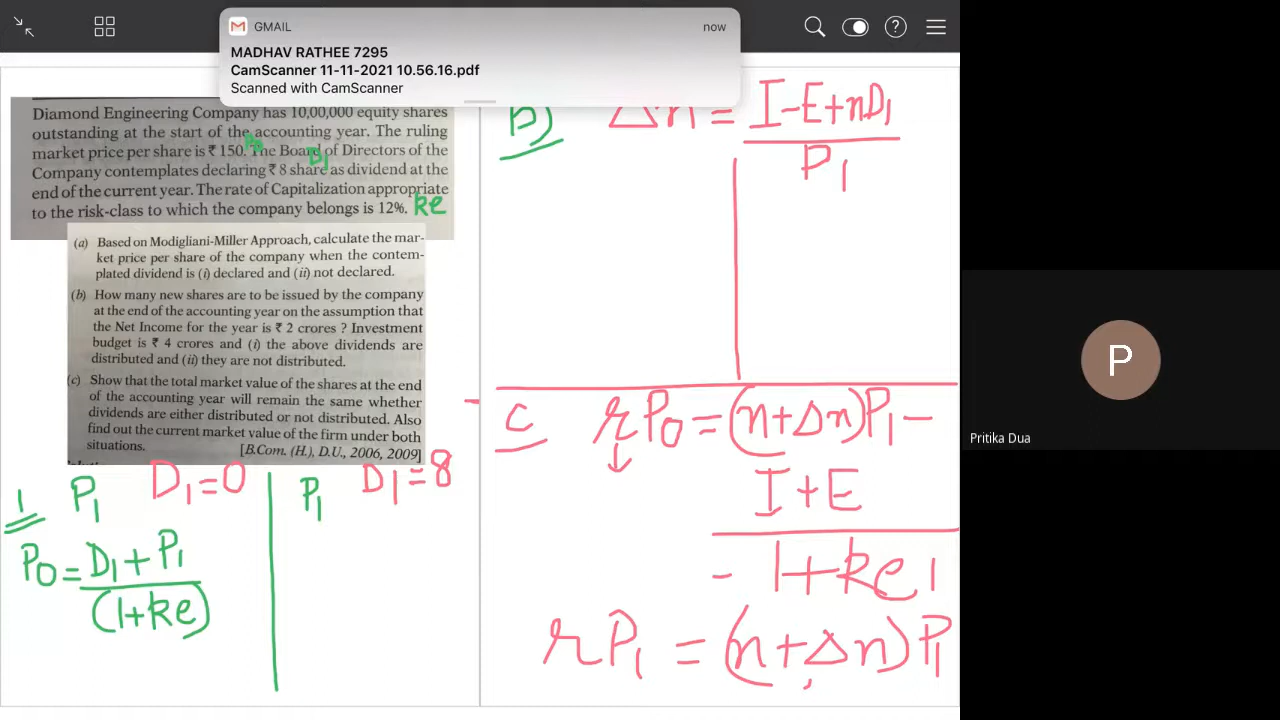 GMAIL
now
MADHAV RATHEE 7295
CamScanner 11-11-2021 10.56.16.pdf
Scanned with CamScanner
Diamond Engineering Company has 10,00,000 equity shares
outstanding at the start of the accounting year. The ruling
market price per share is ₹ 150. The Board of Directors of the
Company contemplates declaring ₹ 8 share as dividend at the
end of the current year. The rate of Capitalization appropriate
to the risk-class to which the company belongs is 12%.
P0
D1
ke
(a) Based on Modigliani-Miller Approach, calculate the mar-
ket price per share of the company when the contem-
plated dividend is (i) declared and (ii) not declared.
(b) How many new shares are to be issued by the company
at the end of the accounting year on the assumption that
the Net Income for the year is ₹ 2 crores ? Investment
budget is ₹ 4 crores and (i) the above dividends are
distributed and (ii) they are not distributed.
(c) Show that the total market value of the shares at the end
of the accounting year will remain the same whether
dividends are either distributed or not distributed. Also
find out the current market value of the firm under both
situations. [B.Com. (H.), D.U., 2006, 2009]
1 P1 D1=0
P1 D1=8
P0 = D1 + P1
(1+ke)
b) Δn = I-E+nD1
P1
C nP0 = (n+Δn)P1 -
I + E
1+ke
nP1 = (n+Δn)P1
P
Pritika Dua